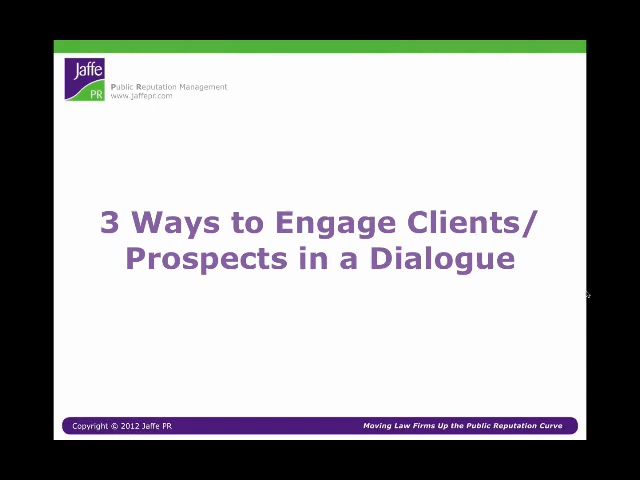 Jaffe
PR
Public Reputation Management
www.jaffepr.com
3 Ways to Engage Clients/
Prospects in a Dialogue
Copyright © 2012 Jaffe PR
Moving Law Firms Up the Public Reputation Curve